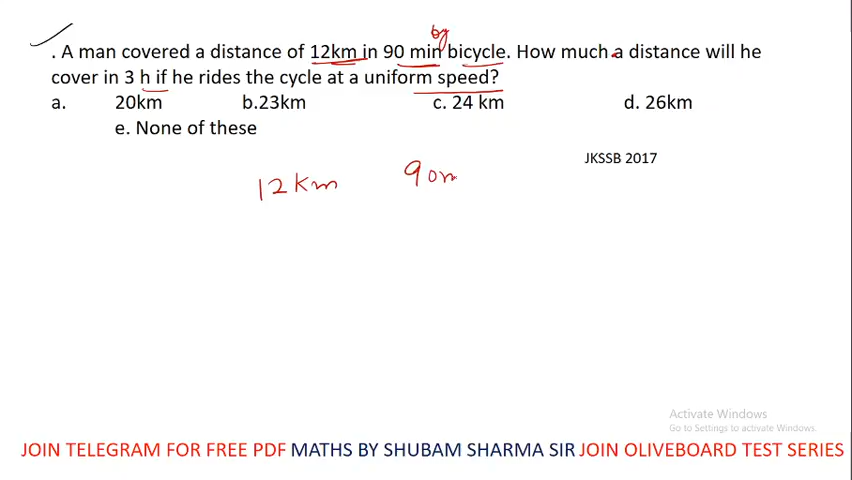 by
. A man covered a distance of 12km in 90 min bicycle. How much a distance will he
cover in 3 h if he rides the cycle at a uniform speed?
a. 20km b.23km c. 24 km d. 26km
e. None of these
JKSSB 2017
12km 90m
Activate Windows
Go to Settings to activate Windows.
JOIN TELEGRAM FOR FREE PDF MATHS BY SHUBAM SHARMA SIR JOIN OLIVEBOARD TEST SERIES